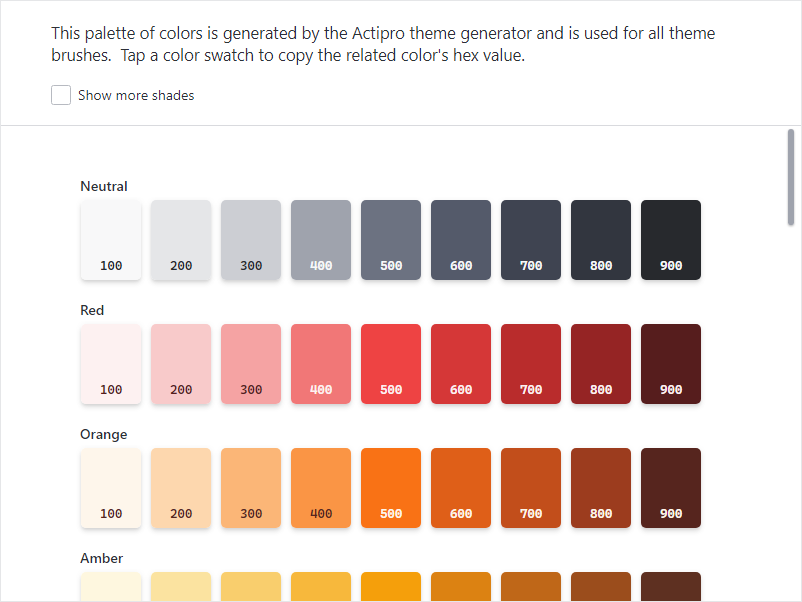 This palette of colors is generated by the Actipro theme generator and is used for all theme
brushes.  Tap a color swatch to copy the related color's hex value.
Show more shades
Neutral
100 200 300 400 500 600 700 800 900
Red
100 200 300 400 500 600 700 800 900
Orange
100 200 300 400 500 600 700 800 900
Amber